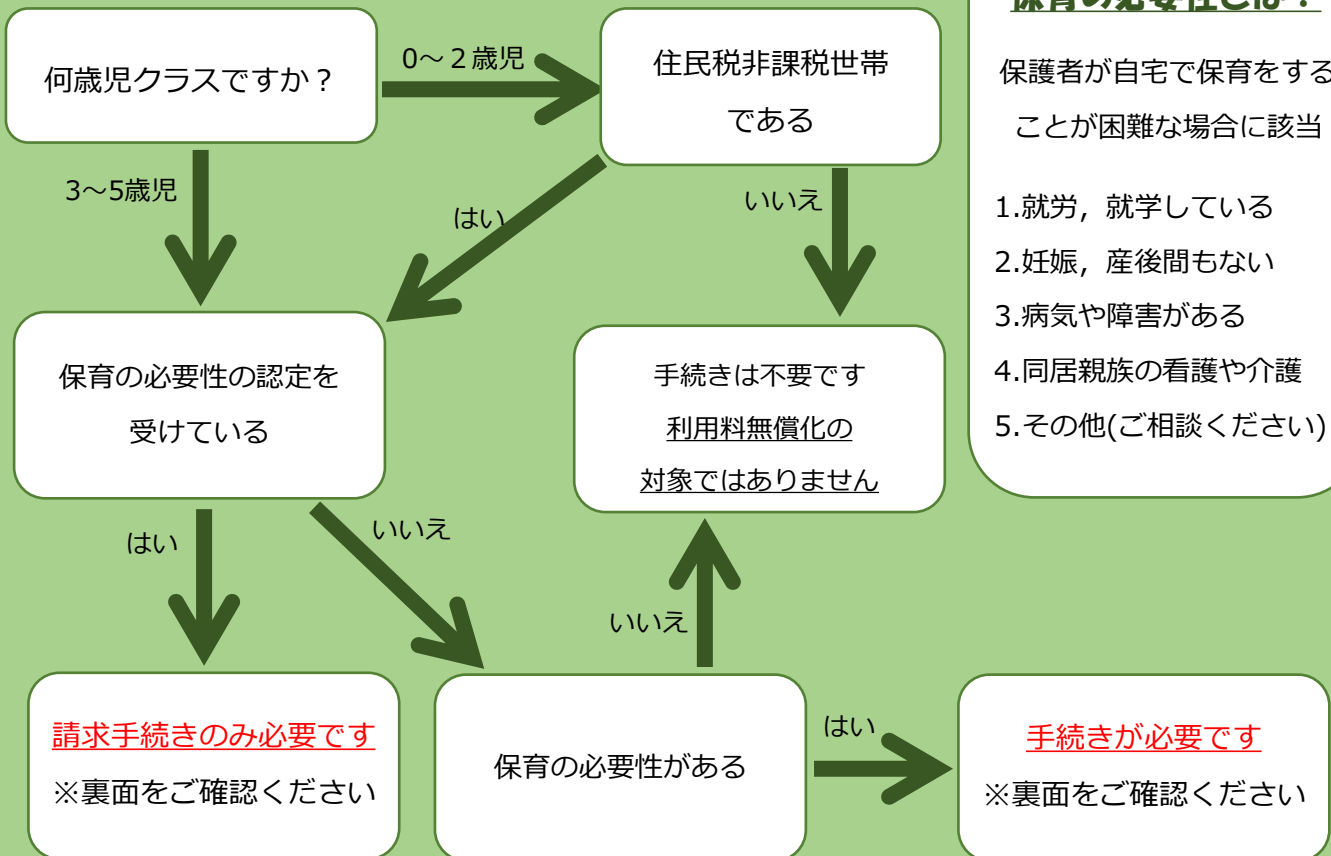 何歳児クラスですか？
0～２歳児
住民税非課税世帯
である
3～5歳児
はい
いいえ
保育の必要性の認定を
受けている
手続きは不要です
利用料無償化の
対象ではありません
はい
いいえ
いいえ
請求手続きのみ必要です
※裏面をご確認ください
保育の必要性がある
はい
手続きが必要です
※裏面をご確認ください
保育の必要性とは？
保護者が自宅で保育をする
ことが困難な場合に該当
1.就労，就学している
2.妊娠，産後間もない
3.病気や障害がある
4.同居親族の看護や介護
5.その他(ご相談ください)